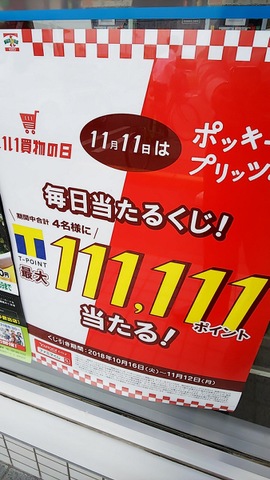 いい買物の日
11月11日は
ポッキー
プリッツ
毎日当たるくじ!
期間中合計 4名様に
T-POINT
最大
111,111
ポイント
当たる!
くじ引き期間:2018年10月16日(火)―11月12日(月)